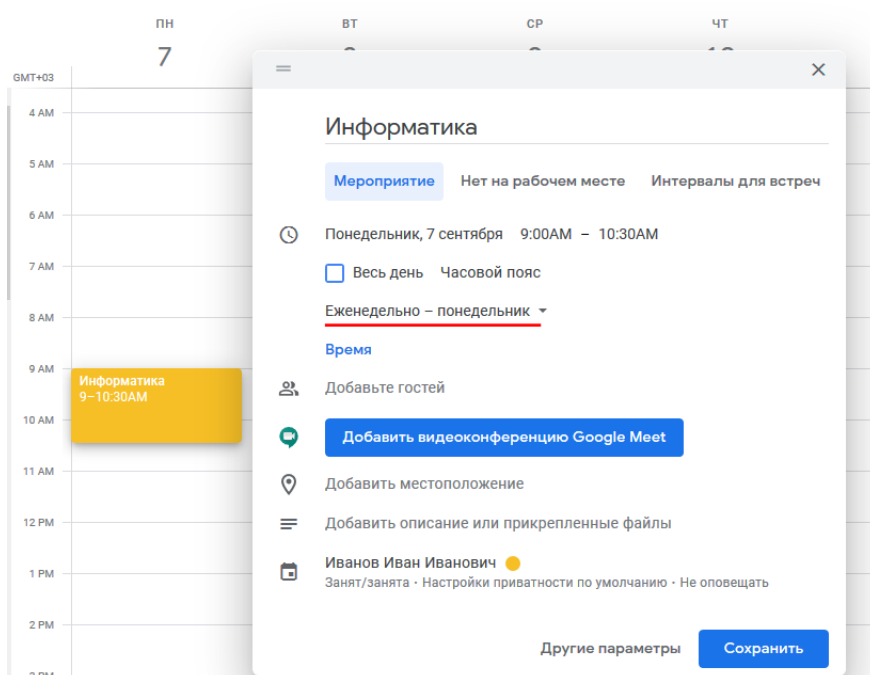 ПН ВТ СР ЧТ
7
GMT+03
4 AM
5 AM
6 AM
7 AM
8 AM
9 AM
10 AM
11 AM
12 PM
1 PM
2 PM
Информатика
9–10:30AM
Информатика
Мероприятие Нет на рабочем месте Интервалы для встреч
Понедельник, 7 сентября 9:00AM – 10:30AM
Весь день Часовой пояс
Еженедельно – понедельник
Время
Добавьте гостей
Добавить видеоконференцию Google Meet
Добавить местоположение
Добавить описание или прикрепленные файлы
Иванов Иван Иванович
Занят/занята · Настройки приватности по умолчанию · Не оповещать
Другие параметры Сохранить